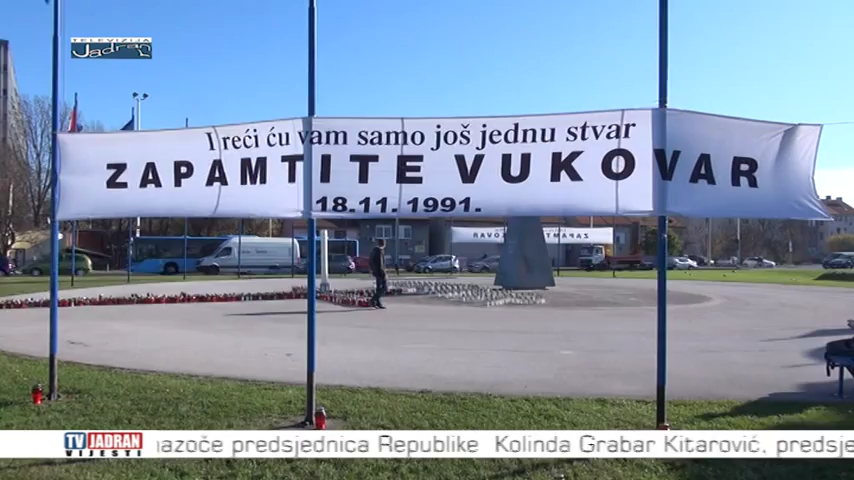 TELEVIZIJA
Jadran
I reći ću vam samo još jednu stvar
ZAPAMTITE VUKOVAR
18.11.1991.
TV JADRAN
VIJESTI
nazoče predsjednica Republike Kolinda Grabar Kitarović, predsje